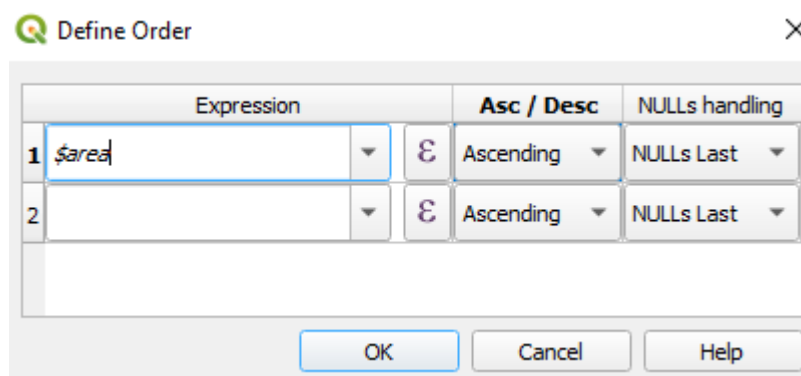 Define Order
Expression Asc / Desc NULLs handling
1 $area ε Ascending NULLs Last
2 ε Ascending NULLs Last
OK Cancel Help